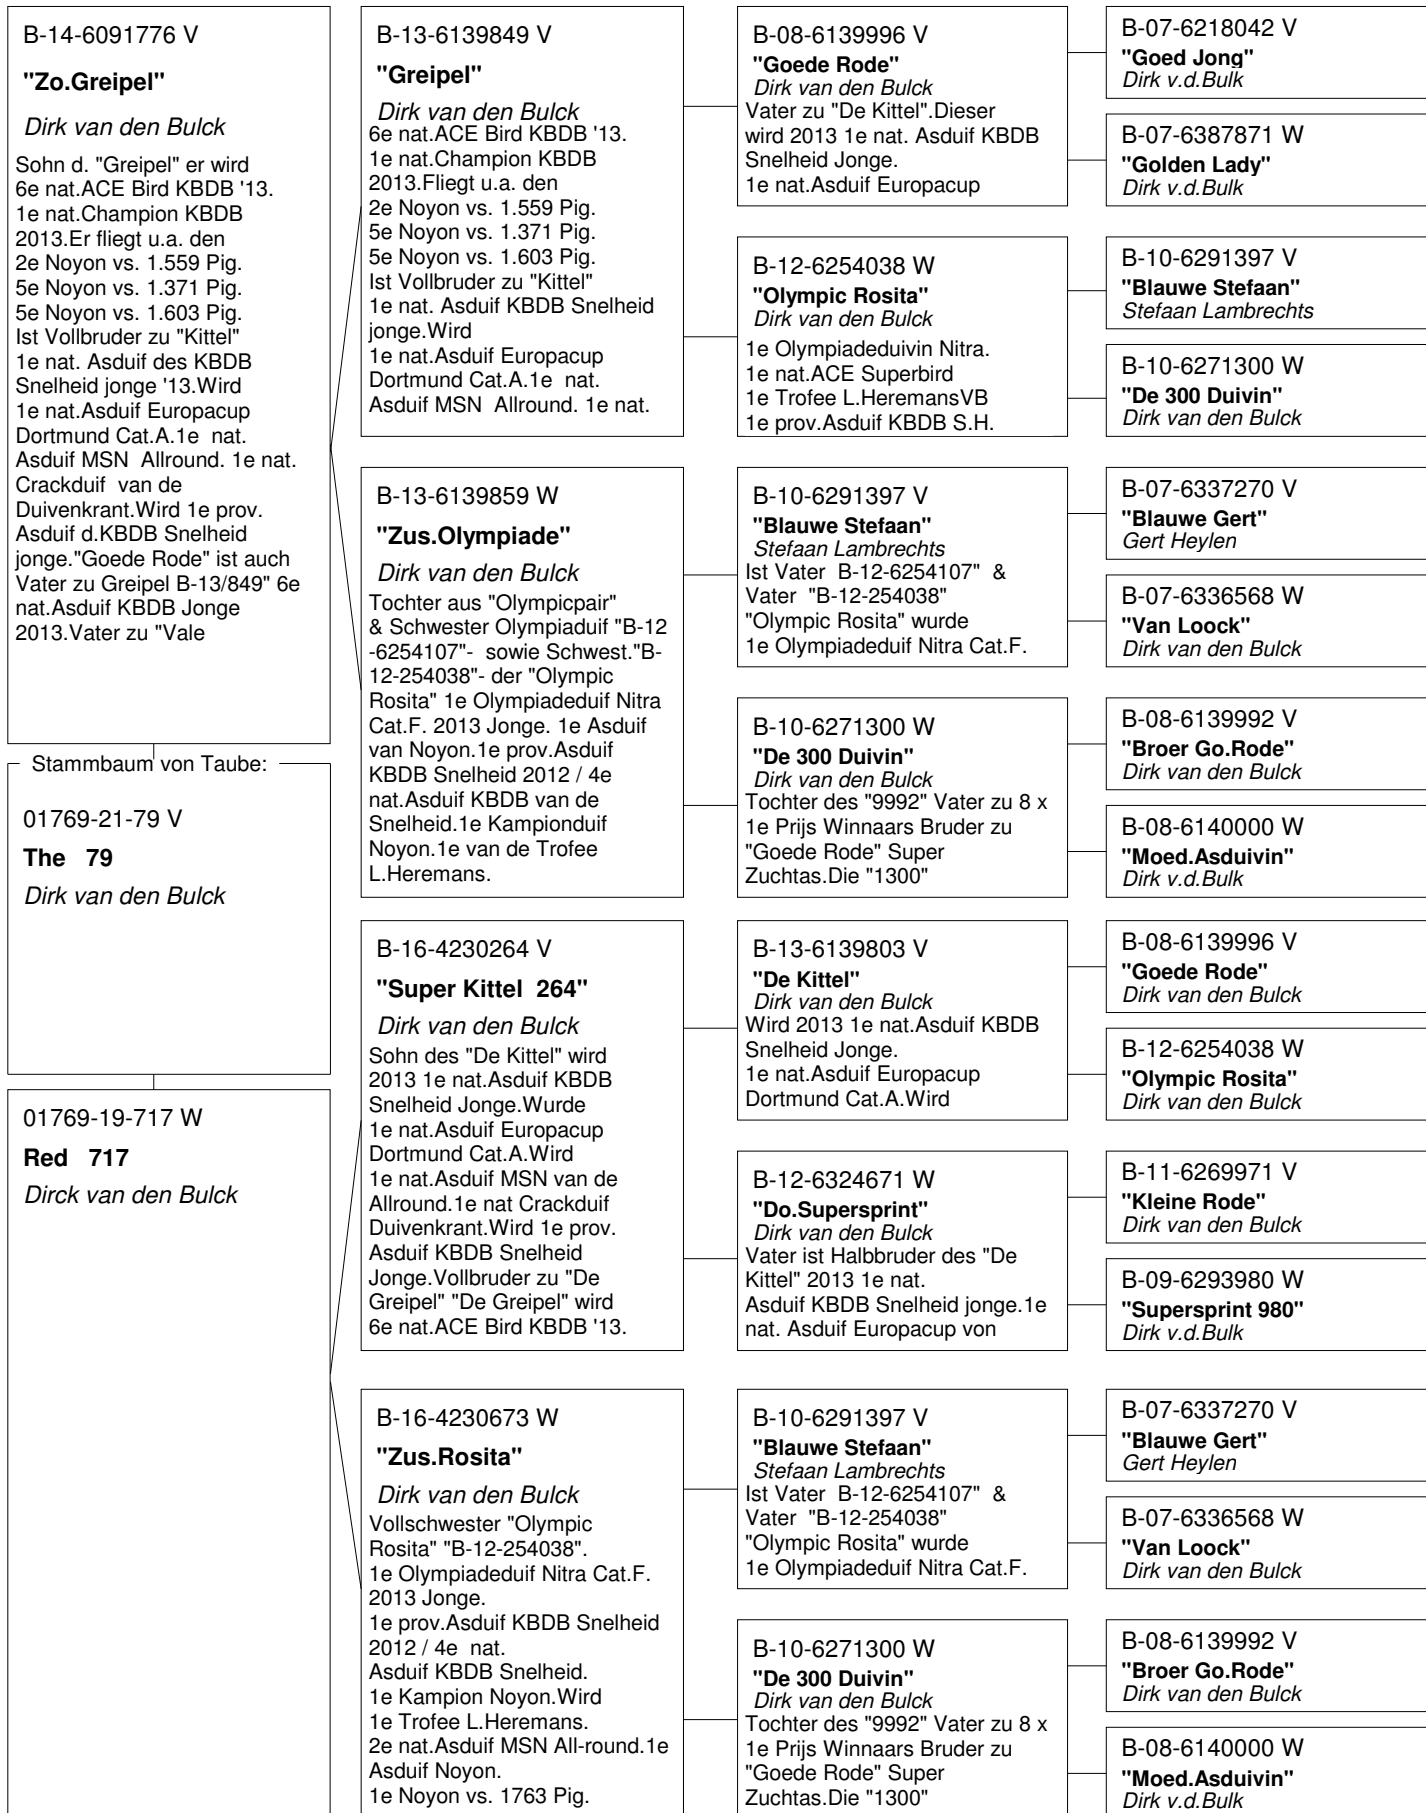 B-14-6091776 V
"Zo.Greipel"
Dirk van den Bulck
Sohn d. "Greipel" er wird
6e nat.ACE Bird KBDB '13.
1e nat.Champion KBDB
2013.Er fliegt u.a. den
2e Noyon vs. 1.559 Pig.
5e Noyon vs. 1.371 Pig.
5e Noyon vs. 1.603 Pig.
Ist Vollbruder zu "Kittel"
1e nat. Asduif des KBDB
Snelheid jonge '13.Wird
1e nat.Asduif Europacup
Dortmund Cat.A.1e  nat.
Asduif MSN  Allround. 1e nat.
Crackduif  van de
Duivenkrant.Wird 1e prov.
Asduif d.KBDB Snelheid
jonge."Goede Rode" ist auch
Vater zu Greipel B-13/849" 6e
nat.Asduif KBDB Jonge
2013.Vater zu "Vale
Stammbaum von Taube:
01769-21-79 V
The   79
Dirk van den Bulck
01769-19-717 W
Red   717
Dirck van den Bulck
B-13-6139849 V
"Greipel"
Dirk van den Bulck
6e nat.ACE Bird KBDB '13.
1e nat.Champion KBDB
2013.Fliegt u.a. den
2e Noyon vs. 1.559 Pig.
5e Noyon vs. 1.371 Pig.
5e Noyon vs. 1.603 Pig.
Ist Vollbruder zu "Kittel"
1e nat. Asduif KBDB Snelheid
jonge.Wird
1e nat.Asduif Europacup
Dortmund Cat.A.1e  nat.
Asduif MSN  Allround. 1e nat.
B-13-6139859 W
"Zus.Olympiade"
Dirk van den Bulck
Tochter aus "Olympicpair"
& Schwester Olympiaduif "B-12
-6254107"-  sowie Schwest."B-
12-254038"- der "Olympic
Rosita" 1e Olympiadeduif Nitra
Cat.F. 2013 Jonge. 1e Asduif
van Noyon.1e prov.Asduif
KBDB Snelheid 2012 / 4e
nat.Asduif KBDB van de
Snelheid.1e Kampionduif
Noyon.1e van de Trofee
L.Heremans.
B-16-4230264 V
"Super Kittel  264"
Dirk van den Bulck
Sohn des "De Kittel" wird
2013 1e nat.Asduif KBDB
Snelheid Jonge.Wurde
1e nat.Asduif Europacup
Dortmund Cat.A.Wird
1e nat.Asduif MSN van de
Allround.1e nat Crackduif
Duivenkrant.Wird 1e prov.
Asduif KBDB Snelheid
Jonge.Vollbruder zu "De
Greipel" "De Greipel" wird
6e nat.ACE Bird KBDB '13.
B-16-4230673 W
"Zus.Rosita"
Dirk van den Bulck
Vollschwester "Olympic
Rosita" "B-12-254038".
1e Olympiadeduif Nitra Cat.F.
2013 Jonge.
1e prov.Asduif KBDB Snelheid
2012 / 4e  nat.
Asduif KBDB Snelheid.
1e Kampion Noyon.Wird
1e Trofee L.Heremans.
2e nat.Asduif MSN All-round.1e
Asduif Noyon.
1e Noyon vs. 1763 Pig.
B-08-6139996 V
"Goede Rode"
Dirk van den Bulck
Vater zu "De Kittel".Dieser
wird 2013 1e nat. Asduif KBDB
Snelheid Jonge.
1e nat.Asduif Europacup
B-12-6254038 W
"Olympic Rosita"
Dirk van den Bulck
1e Olympiadeduivin Nitra.
1e nat.ACE Superbird
1e Trofee L.HeremansVB
1e prov.Asduif KBDB S.H.
B-10-6291397 V
"Blauwe Stefaan"
Stefaan Lambrechts
Ist Vater  B-12-6254107"  &
Vater  "B-12-254038"
"Olympic Rosita" wurde
1e Olympiadeduif Nitra Cat.F.
B-10-6271300 W
"De 300 Duivin"
Dirk van den Bulck
Tochter des "9992" Vater zu 8 x
1e Prijs Winnaars Bruder zu
"Goede Rode" Super
Zuchtas.Die "1300"
B-13-6139803 V
"De Kittel"
Dirk van den Bulck
Wird 2013 1e nat.Asduif KBDB
Snelheid Jonge.
1e nat.Asduif Europacup
Dortmund Cat.A.Wird
B-12-6324671 W
"Do.Supersprint"
Dirk van den Bulck
Vater ist Halbbruder des "De
Kittel" 2013 1e nat.
Asduif KBDB Snelheid jonge.1e
nat. Asduif Europacup von
B-10-6291397 V
"Blauwe Stefaan"
Stefaan Lambrechts
Ist Vater  B-12-6254107"  &
Vater  "B-12-254038"
"Olympic Rosita" wurde
1e Olympiadeduif Nitra Cat.F.
B-10-6271300 W
"De 300 Duivin"
Dirk van den Bulck
Tochter des "9992" Vater zu 8 x
1e Prijs Winnaars Bruder zu
"Goede Rode" Super
Zuchtas.Die "1300"
B-07-6218042 V
"Goed Jong"
Dirk v.d.Bulk
B-07-6387871 W
"Golden Lady"
Dirk v.d.Bulk
B-10-6291397 V
"Blauwe Stefaan"
Stefaan Lambrechts
B-10-6271300 W
"De 300 Duivin"
Dirk van den Bulck
B-07-6337270 V
"Blauwe Gert"
Gert Heylen
B-07-6336568 W
"Van Loock"
Dirk van den Bulck
B-08-6139992 V
"Broer Go.Rode"
Dirk van den Bulck
B-08-6140000 W
"Moed.Asduivin"
Dirk v.d.Bulk
B-08-6139996 V
"Goede Rode"
Dirk van den Bulck
B-12-6254038 W
"Olympic Rosita"
Dirk van den Bulck
B-11-6269971 V
"Kleine Rode"
Dirk van den Bulck
B-09-6293980 W
"Supersprint 980"
Dirk v.d.Bulk
B-07-6337270 V
"Blauwe Gert"
Gert Heylen
B-07-6336568 W
"Van Loock"
Dirk van den Bulck
B-08-6139992 V
"Broer Go.Rode"
Dirk van den Bulck
B-08-6140000 W
"Moed.Asduivin"
Dirk v.d.Bulk